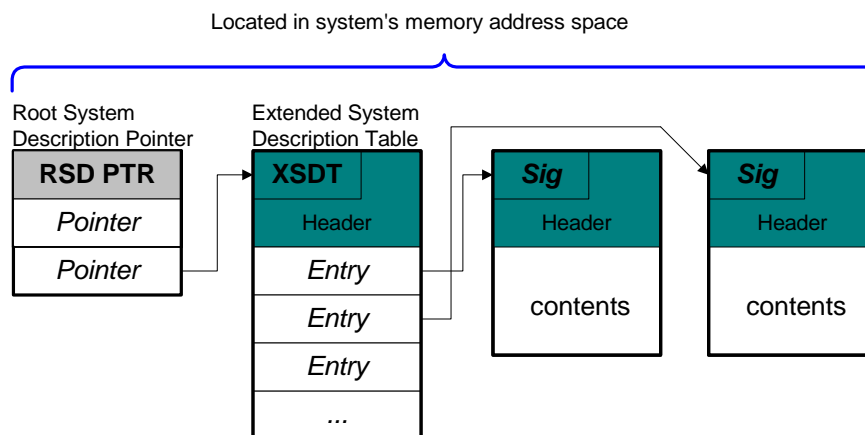 Located in system's memory address space
Root System
Description Pointer
RSD PTR
Pointer
Pointer
Extended System
Description Table
XSDT
Header
Entry
Entry
Entry
...
Sig
Header
contents
Sig
Header
contents